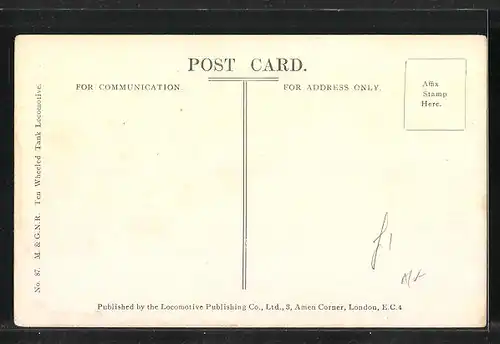 POST CARD.
FOR COMMUNICATION.
FOR ADDRESS ONLY.
Affix
Stamp
Here.
No. 87. M. & G.N.R. Ten Wheeled Tank Locomotive.
Published by the Locomotive Publishing Co., Ltd., 3, Amen Corner, London, E.C.4